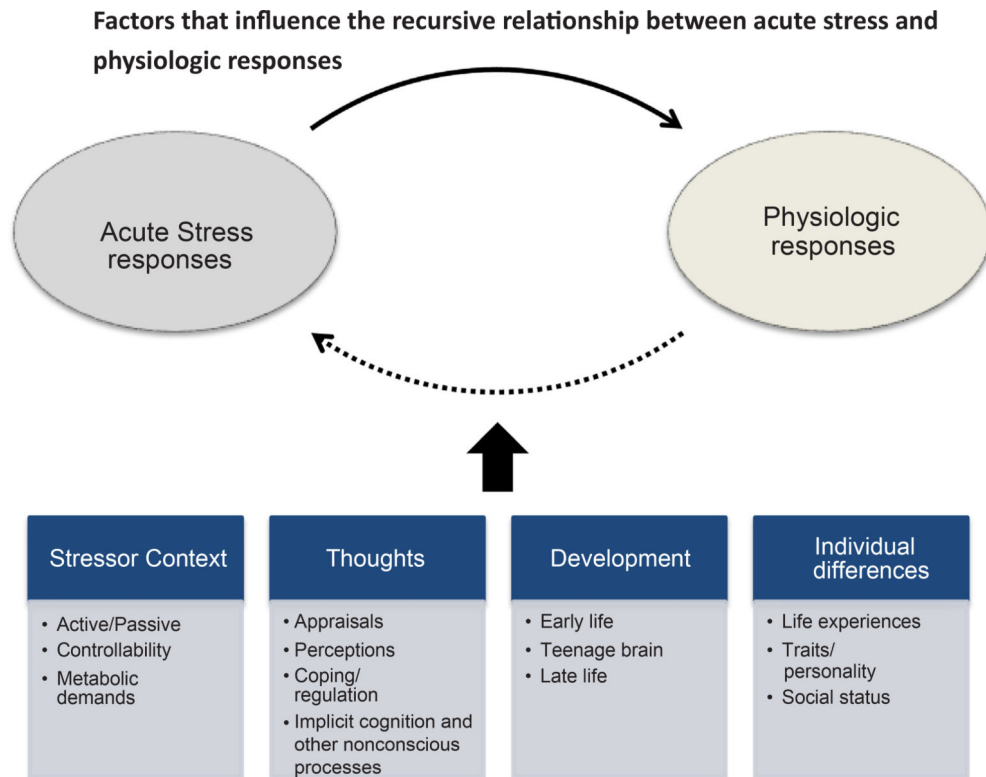 Factors that influence the recursive relationship between acute stress and
physiologic responses
Acute Stress
responses
Physiologic
responses
Stressor Context
• Active/Passive
• Controllability
• Metabolic
demands
Thoughts
• Appraisals
• Perceptions
• Coping/
regulation
• Implicit cognition and
other nonconscious
processes
Development
• Early life
• Teenage brain
• Late life
Individual
differences
• Life experiences
• Traits/
personality
• Social status